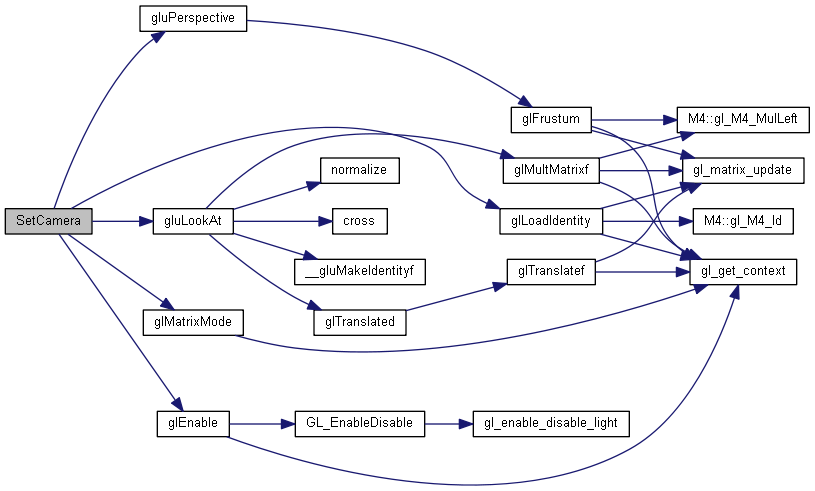 gluPerspective
glFrustum
M4::gl_M4_MulLeft
glMultMatrixf
gl_matrix_update
normalize
SetCamera
gluLookAt
cross
glLoadIdentity
M4::gl_M4_Id
__gluMakeIdentityf
glTranslatef
gl_get_context
glMatrixMode
glTranslated
glEnable
GL_EnableDisable
gl_enable_disable_light